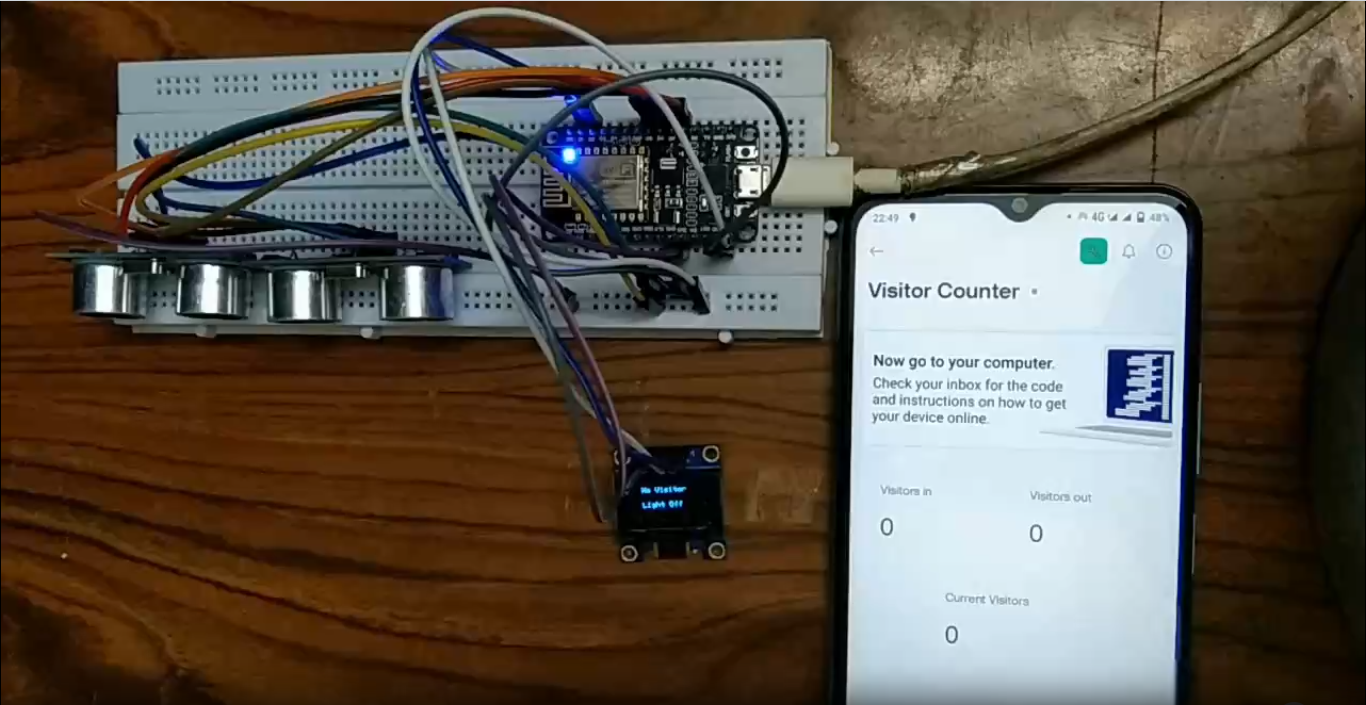 No Visitor
Light Off
22:49
4G
48%
Visitor Counter
Now go to your computer.
Check your inbox for the code
and instructions on how to get
your device online.
Visitors in
Visitors out
0
0
Current Visitors
0